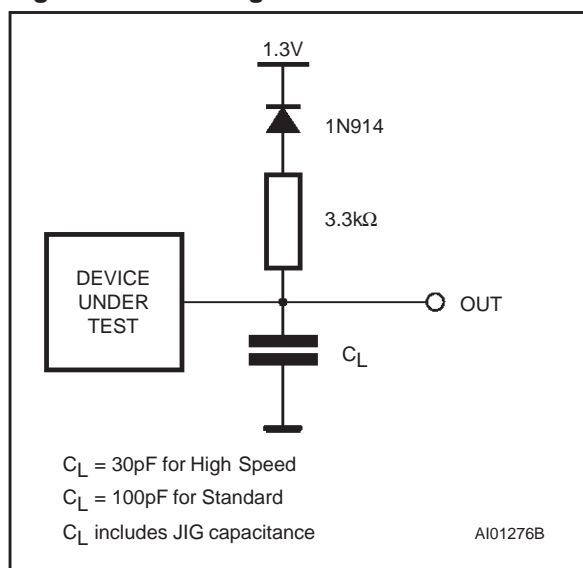 1.3V
1N914
3.3kΩ
DEVICE
UNDER
TEST
OUT
CL
CL = 30pF for High Speed
CL = 100pF for Standard
CL includes JIG capacitance
AI01276B